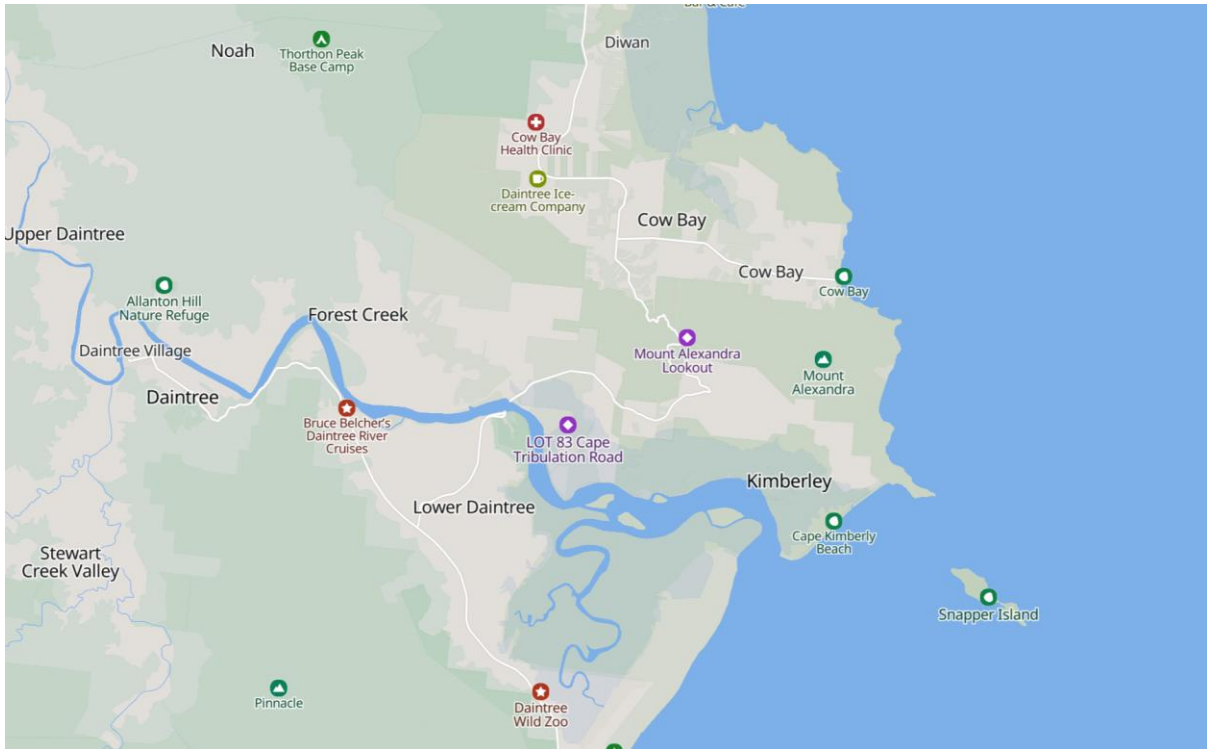 Bar & Cafe
Diwan
Noah
Thorthon Peak
Base Camp
Cow Bay
Health Clinic
Daintree Ice-
cream Company
Cow Bay
Upper Daintree
Cow Bay
Cow Bay
Allanton Hill
Nature Refuge
Forest Creek
Daintree Village
Mount Alexandra
Lookout
Mount
Alexandra
Daintree
Bruce Belcher's
Daintree River
Cruises
LOT 83 Cape
Tribulation Road
Kimberley
Lower Daintree
Cape Kimberly
Beach
Stewart
Creek Valley
Snapper Island
Pinnacle
Daintree
Wild Zoo